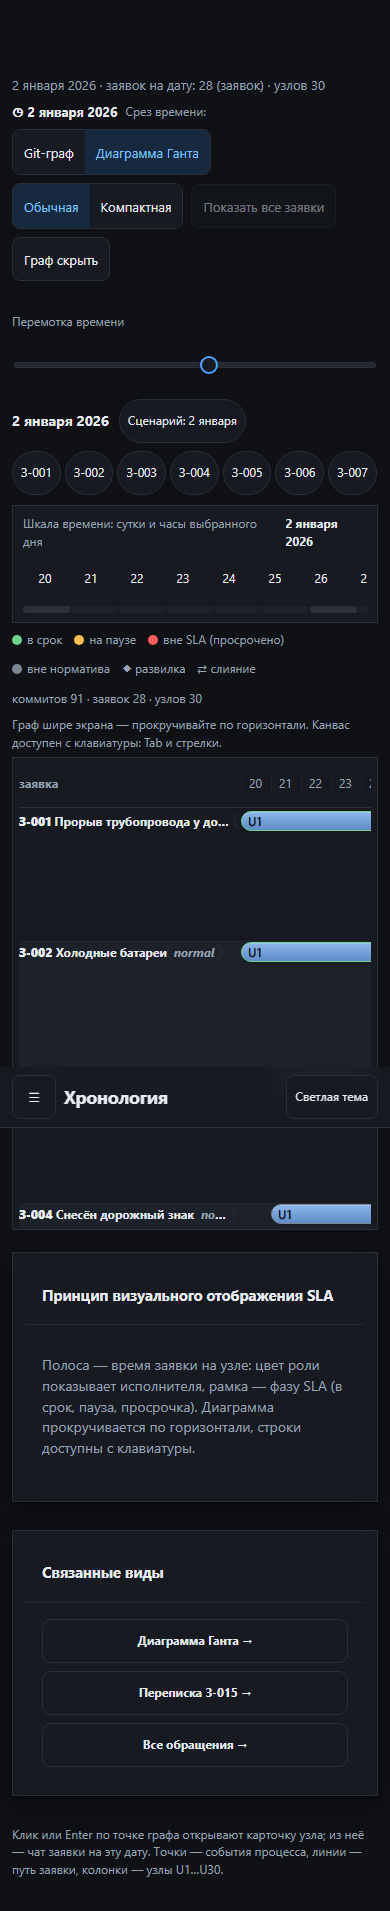 2 января 2026 · заявок на дату: 28 (заявок) · узлов 30
◷ 2 января 2026 Срез времени:
Git-граф Диаграмма Ганта
Обычная Компактная Показать все заявки
Граф скрыть
Перемотка времени
2 января 2026 Сценарий: 2 января
3-001 3-002 3-003 3-004 3-005 3-006 3-007
Шкала времени: сутки и часы выбранного
дня
2 января
2026
20 21 22 23 24 25 26 2
в срок на паузе вне SLA (просрочено)
вне норматива ◆ развилка ⇄ слияние
коммитов 91 · заявок 28 · узлов 30
Граф шире экрана — прокручивайте по горизонтали. Канвас
доступен с клавиатуры: Tab и стрелки.
заявка 20 21 22 23
3-001 Прорыв трубопровода у до... U1
3-002 Холодные батареи normal U1
☰ Хронология Светлая тема
3-004 Снесён дорожный знак no... U1
Принцип визуального отображения SLA
Полоса — время заявки на узле: цвет роли
показывает исполнителя, рамка — фазу SLA (в
срок, пауза, просрочка). Диаграмма
прокручивается по горизонтали, строки
доступны с клавиатуры.
Связанные виды
Диаграмма Ганта →
Переписка 3-015 →
Все обращения →
Клик или Enter по точке графа открывают карточку узла; из неё
— чат заявки на эту дату. Точки — события процесса, линии —
путь заявки, колонки — узлы U1…U30.